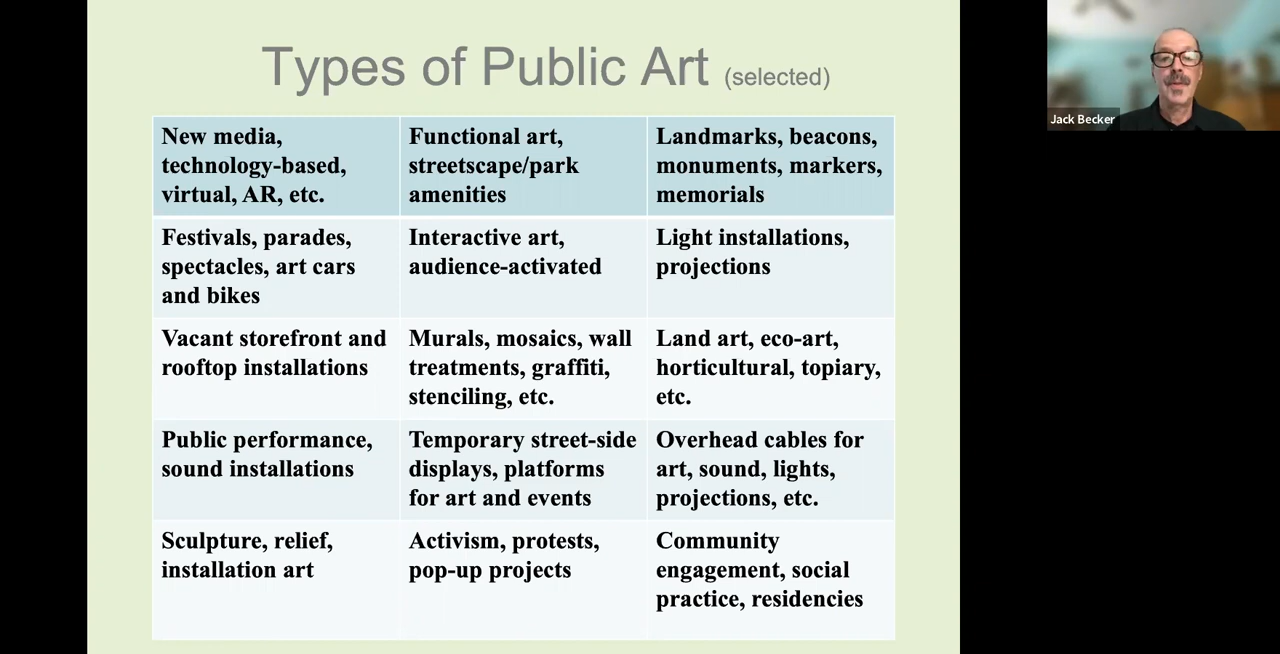 Types of Public Art (selected)
New media,
technology-based,
virtual, AR, etc.
Functional art,
streetscape/park
amenities
Landmarks, beacons,
monuments, markers,
memorials
Festivals, parades,
spectacles, art cars
and bikes
Interactive art,
audience-activated
Light installations,
projections
Vacant storefront and
rooftop installations
Murals, mosaics, wall
treatments, graffiti,
stenciling, etc.
Land art, eco-art,
horticultural, topiary,
etc.
Public performance,
sound installations
Temporary street-side
displays, platforms
for art and events
Overhead cables for
art, sound, lights,
projections, etc.
Sculpture, relief,
installation art
Activism, protests,
pop-up projects
Community
engagement, social
practice, residencies
Jack Becker